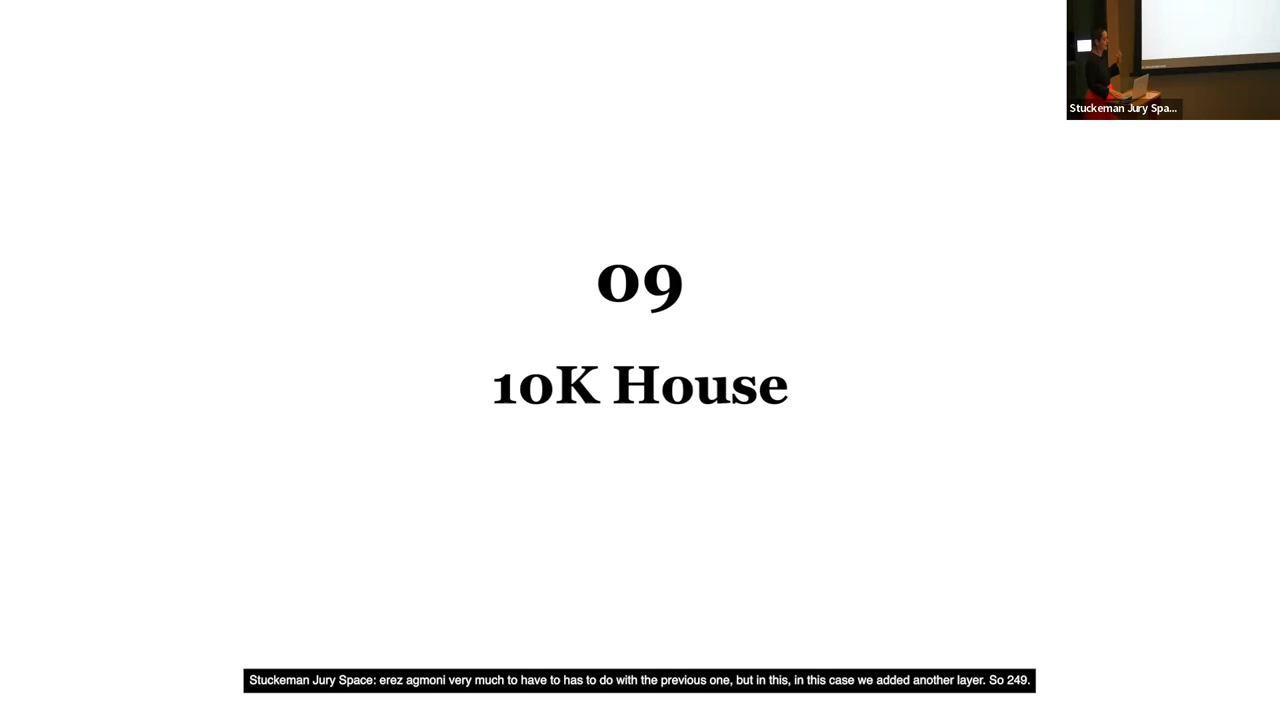 Stuckeman Jury Spa...
09
10K House
Stuckeman Jury Space: erez agmoni very much to have to has to do with the previous one, but in this, in this case we added another layer. So 249.